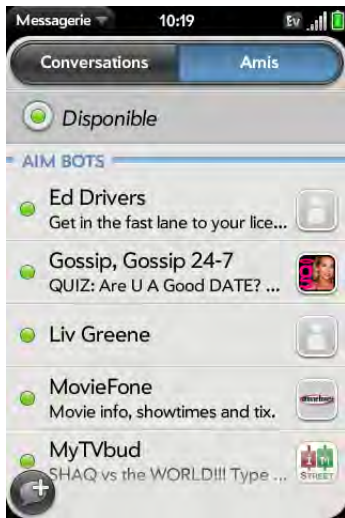 Messagerie 10:19 Ev
Conversations Amis
Disponible
AIM BOTS
Ed Drivers
Get in the fast lane to your lice...
Gossip, Gossip 24-7
QUIZ: Are U A Good DATE? ...
Liv Greene
MovieFone
Movie info, showtimes and tix.
MyTVbud
SHAQ vs the WORLD!!! Type ...
STREET